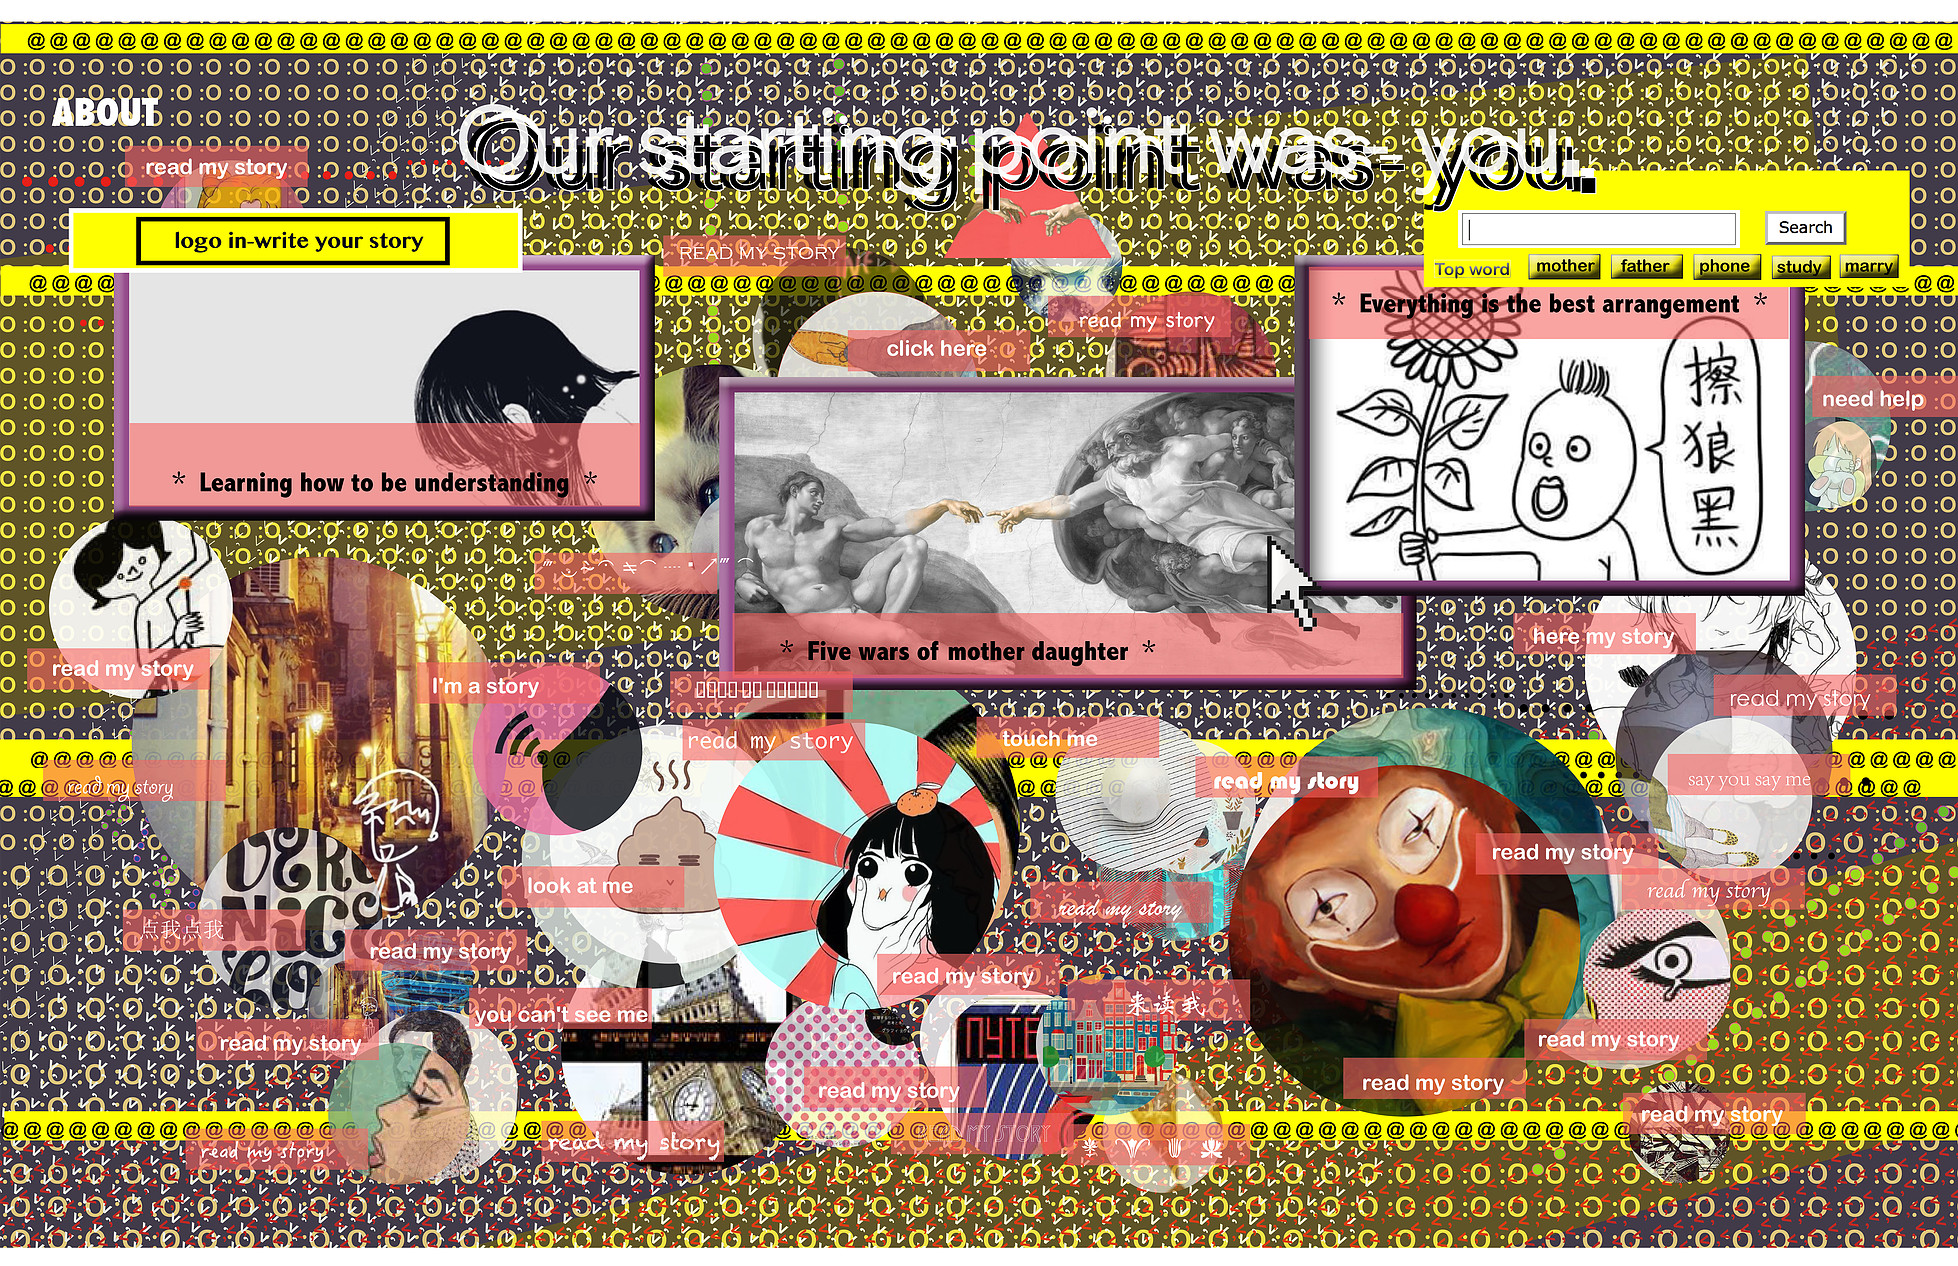 @@@@@@@@@@@@@@@@@@@@@@@@@@@@@@@@@@@@@@@@@@@@@@@@@@@@@@@@@@@@@@@@@@@@@@@@@@@@@@@@@@@@@
ABOUT
Our starting point was- you.
read my story
logo in-write your story
Search
Top word
mother
father
phone
study
marry
READ MY STORY
* Everything is the best arrangement *
read my story
click here
擦
狼
黑
need help
* Learning how to be understanding *
* Five wars of mother daughter *
here my story
read my story
I'm a story
read my story
read my story
touch me
read my story
say you say me
read my story
look at me
read my story
read my story
read my story
VERY
NiCE
点我点我
read my story
read my story
来读我
you can't see me
read my story
ПУТЕ
read my story
read my story
read my story
read my story
read my story
read my story
MY STORY